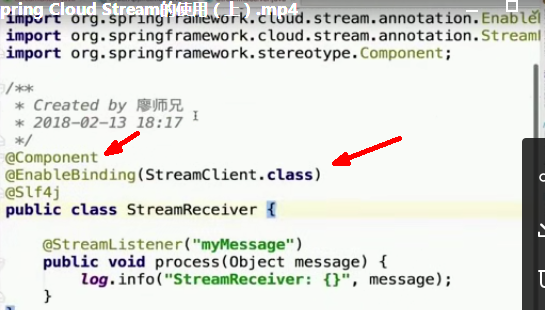 pring Cloud Stream的使用（上）.mp4
import org.springframework.cloud.stream.annotation.Enable
import org.springframework.cloud.stream.annotation.Stream
import org.springframework.stereotype.Component;
/**
* Created by 廖师兄
* 2018-02-13 18:17
*/
@Component
@EnableBinding(StreamClient.class)
@Slf4j
public class StreamReceiver {
@StreamListener("myMessage")
public void process(Object message) {
log.info("StreamReceiver: {}", message);
}
}